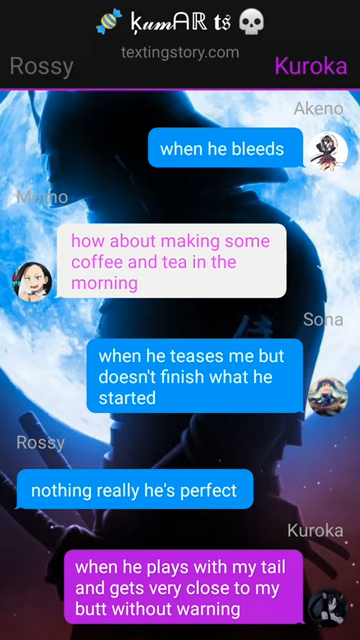 🍬 ķ𝓊𝓂ᗩℝ 𝐭𝔰 💀
textingstory.com
Rossy Kuroka
Akeno
when he bleeds
Momo
how about making some
coffee and tea in the
morning
Sona
when he teases me but
doesn't finish what he
started
Rossy
nothing really he's perfect
Kuroka
when he plays with my tail
and gets very close to my
butt without warning